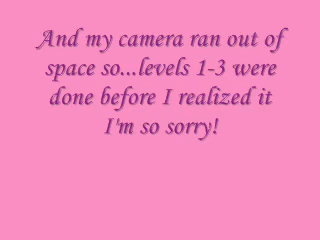 And my camera ran out of
space so...levels 1-3 were
done before I realized it
I'm so sorry!